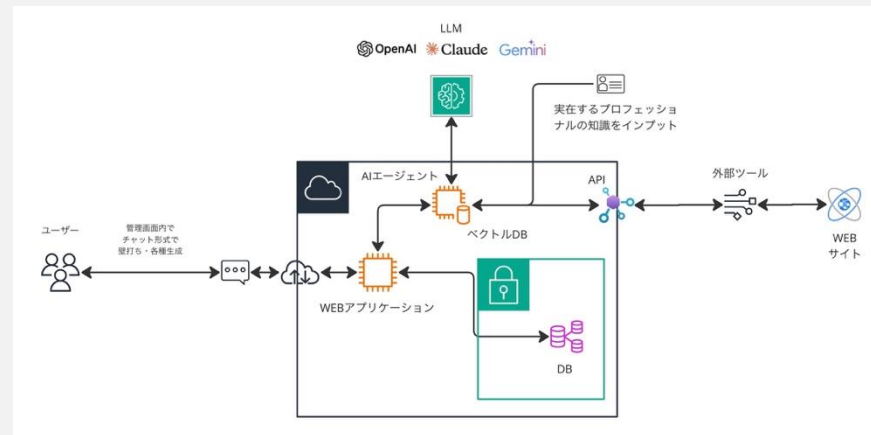 LLM
OpenAI Claude Gemini
実在するプロフェッショ
ナルの知識をインプット
AIエージェント
API
外部ツール
ベクトルDB
ユーザー
管理画面内で
チャット形式で
壁打ち・各種生成
WEB
サイト
WEBアプリケーション
DB